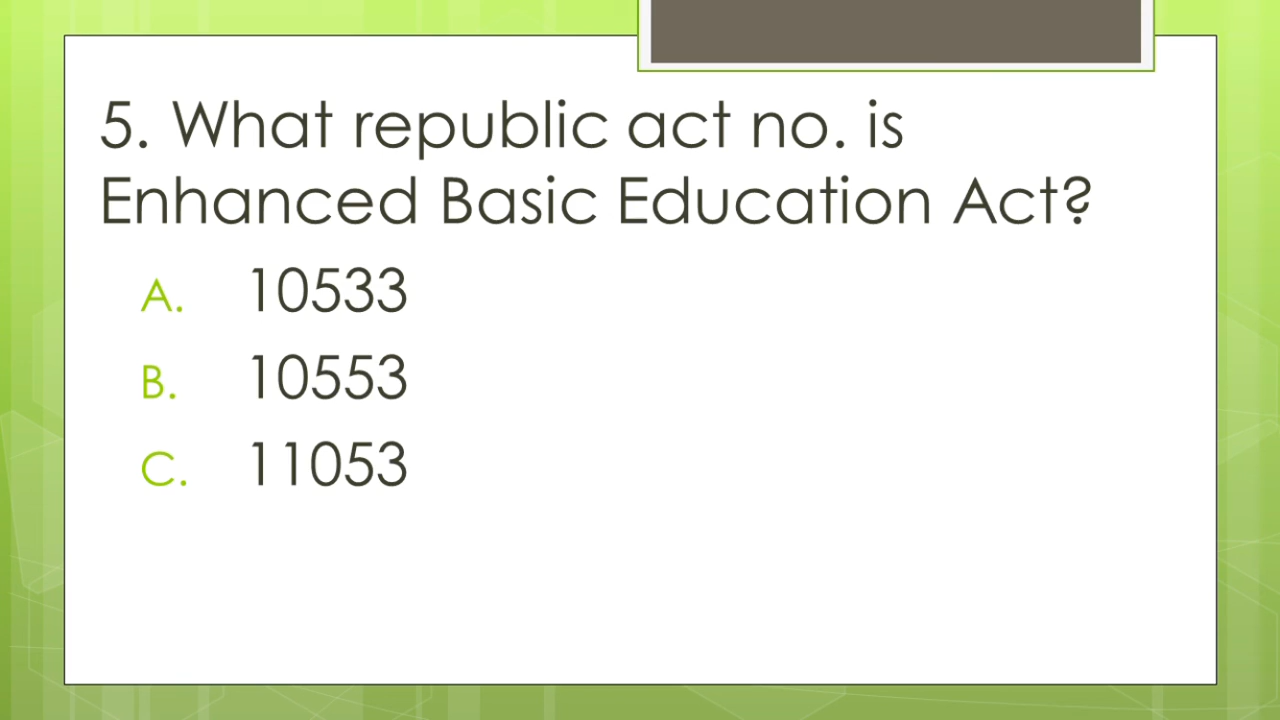 5. What republic act no. is
Enhanced Basic Education Act?
A. 10533
B. 10553
C. 11053